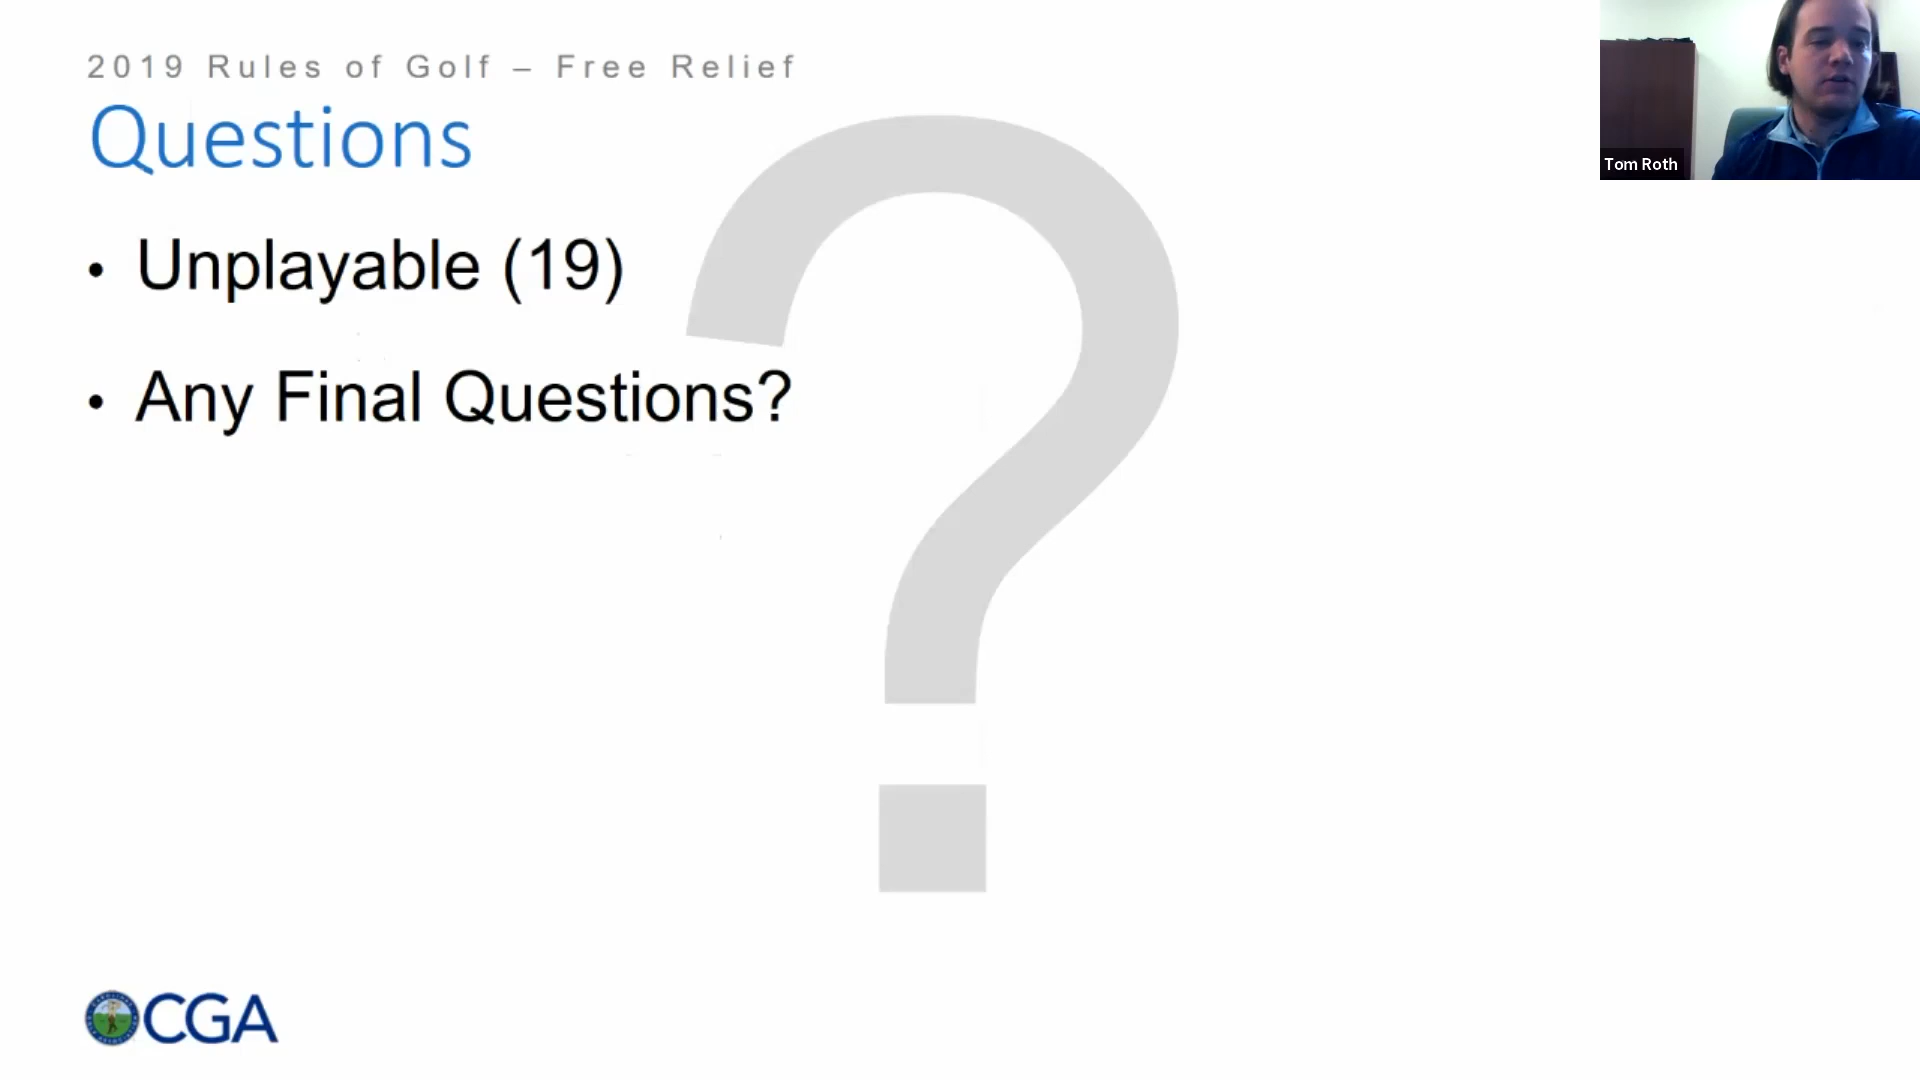 2019 Rules of Golf – Free Relief
Questions
• Unplayable (19)
• Any Final Questions?
?
CGA
Tom Roth